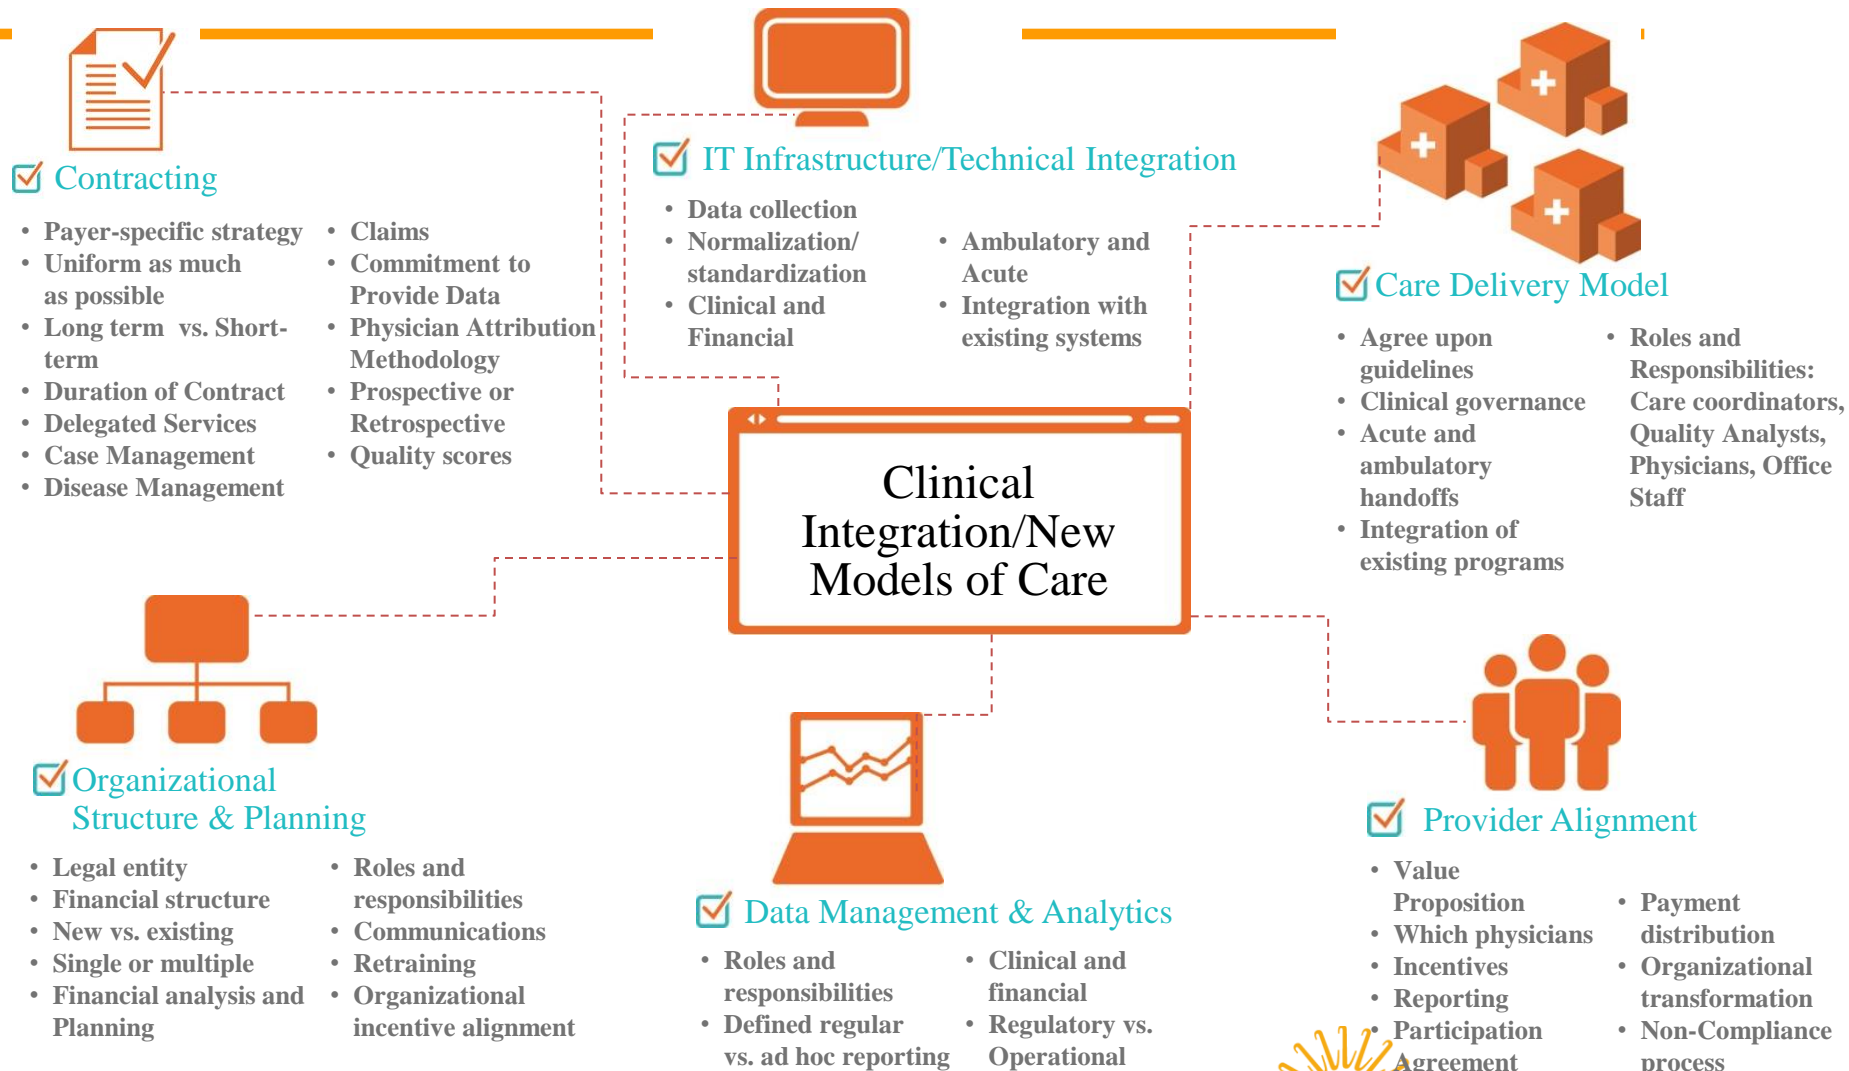 Contracting
• Payer-specific strategy
• Uniform as much
as possible
• Long term vs. Short-
term
• Duration of Contract
• Delegated Services
• Case Management
• Disease Management
• Claims
• Commitment to
Provide Data
• Physician Attribution
Methodology
• Prospective or
Retrospective
• Quality scores
IT Infrastructure/Technical Integration
• Data collection
• Normalization/
standardization
• Clinical and
Financial
• Ambulatory and
Acute
• Integration with
existing systems
Care Delivery Model
• Agree upon
guidelines
• Clinical governance
• Acute and
ambulatory
handoffs
• Integration of
existing programs
• Roles and
Responsibilities:
Care coordinators,
Quality Analysts,
Physicians, Office
Staff
Clinical
Integration/New
Models of Care
Organizational
Structure & Planning
• Legal entity
• Financial structure
• New vs. existing
• Single or multiple
• Financial analysis and
Planning
• Roles and
responsibilities
• Communications
• Retraining
• Organizational
incentive alignment
Data Management & Analytics
• Roles and
responsibilities
• Defined regular
vs. ad hoc reporting
• Clinical and
financial
• Regulatory vs.
Operational
Provider Alignment
• Value
Proposition
• Which physicians
• Incentives
• Reporting
• Participation
Agreement
• Payment
distribution
• Organizational
transformation
• Non-Compliance
process